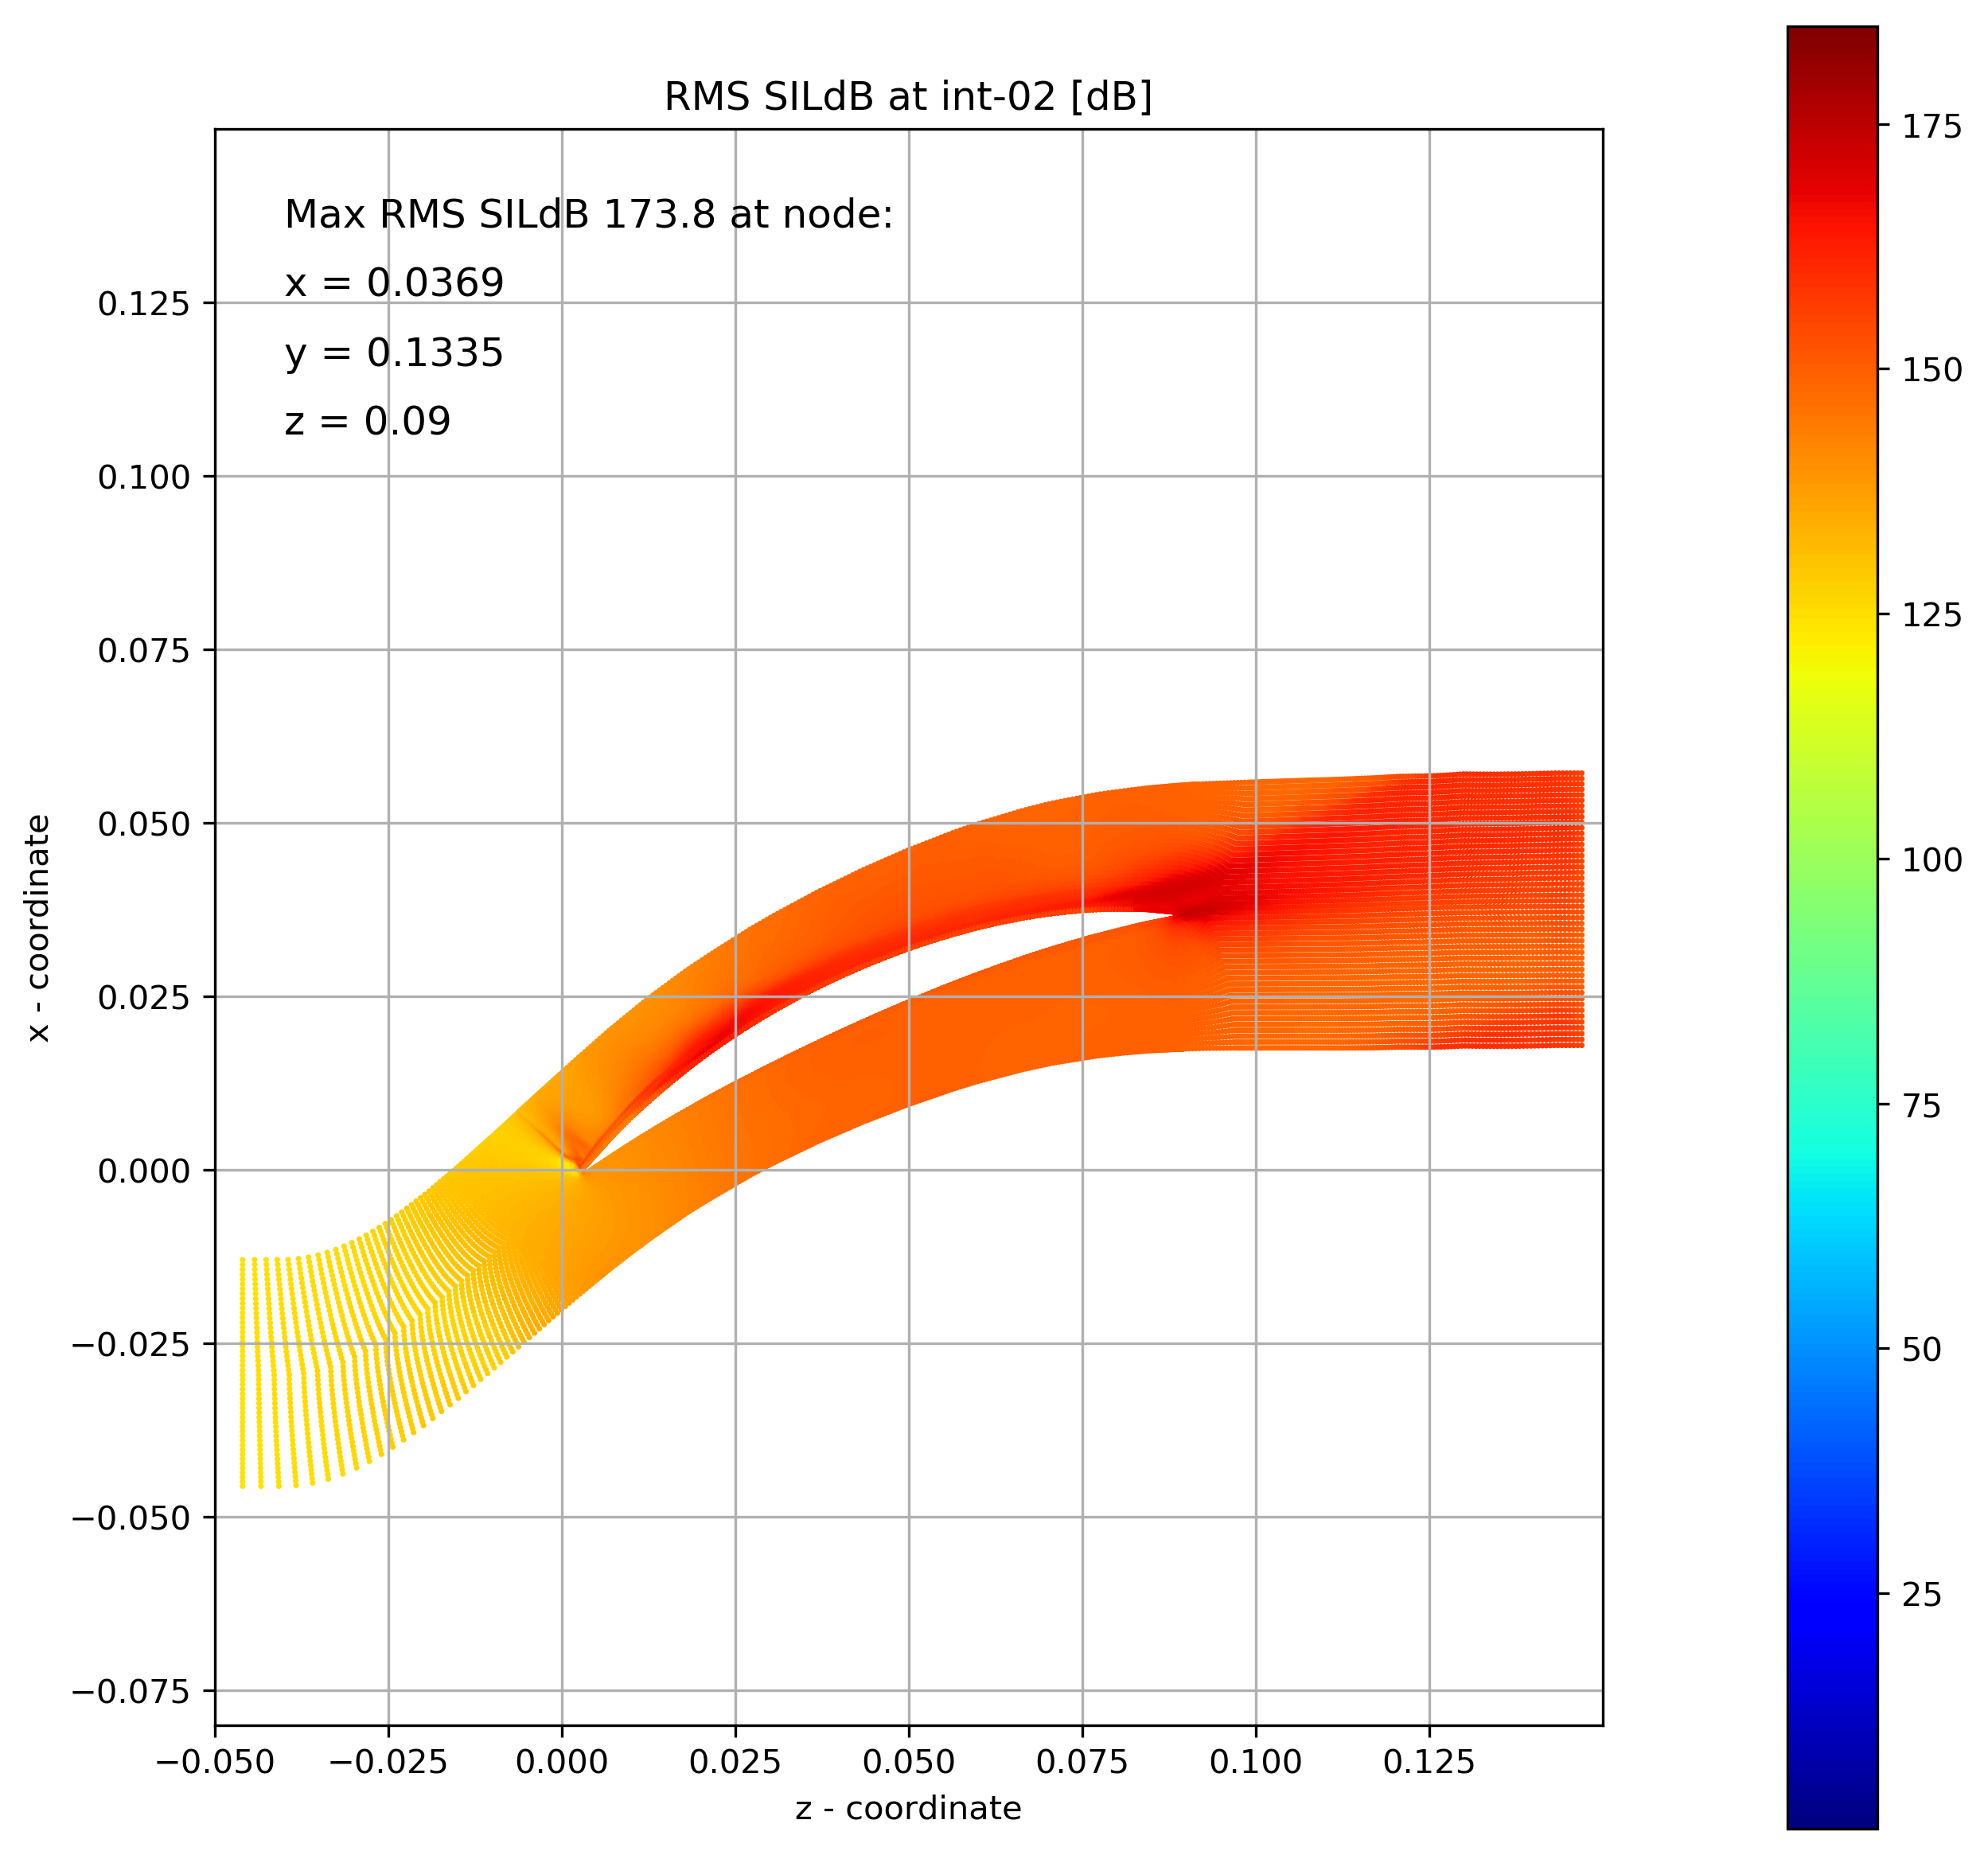 RMS SILdB at int-02 [dB]
Max RMS SILdB 173.8 at node:
x = 0.0369
y = 0.1335
z = 0.09
x - coordinate
0.125
0.100
0.075
0.050
0.025
0.000
−0.025
−0.050
−0.075
−0.050 −0.025 0.000 0.025 0.050 0.075 0.100 0.125
z - coordinate
175
150
125
100
75
50
25